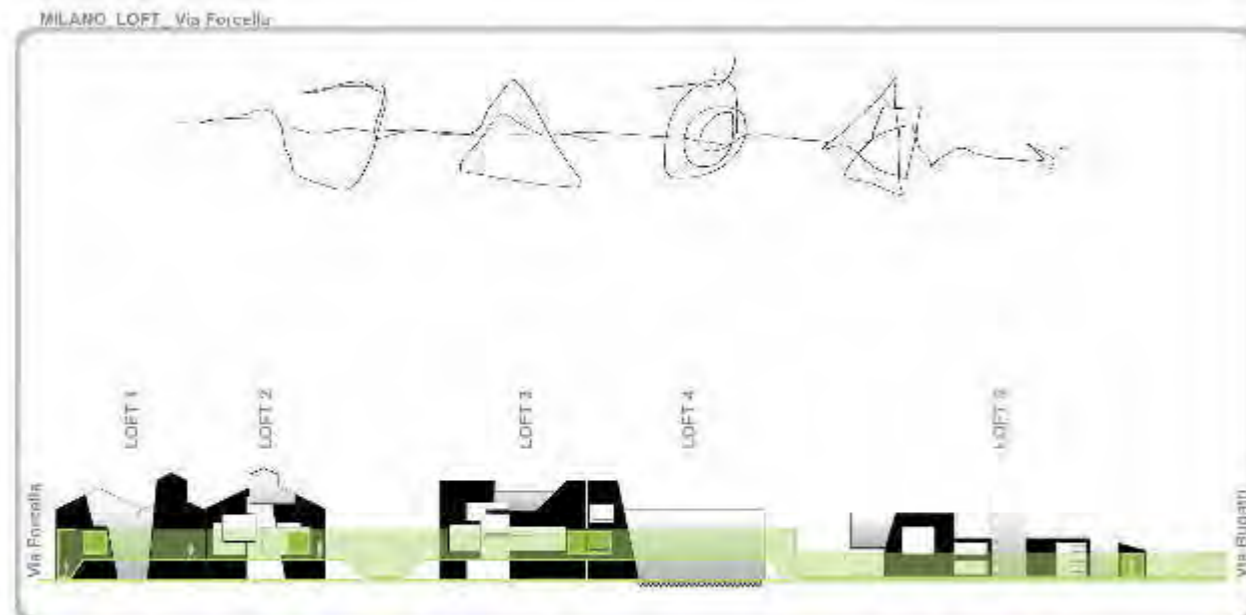 MILANO_LOFT_ Via Forcella
LOFT 1
LOFT 2
LOFT 3
LOFT 4
LOFT 5
Via Forcella
Via Bugatti